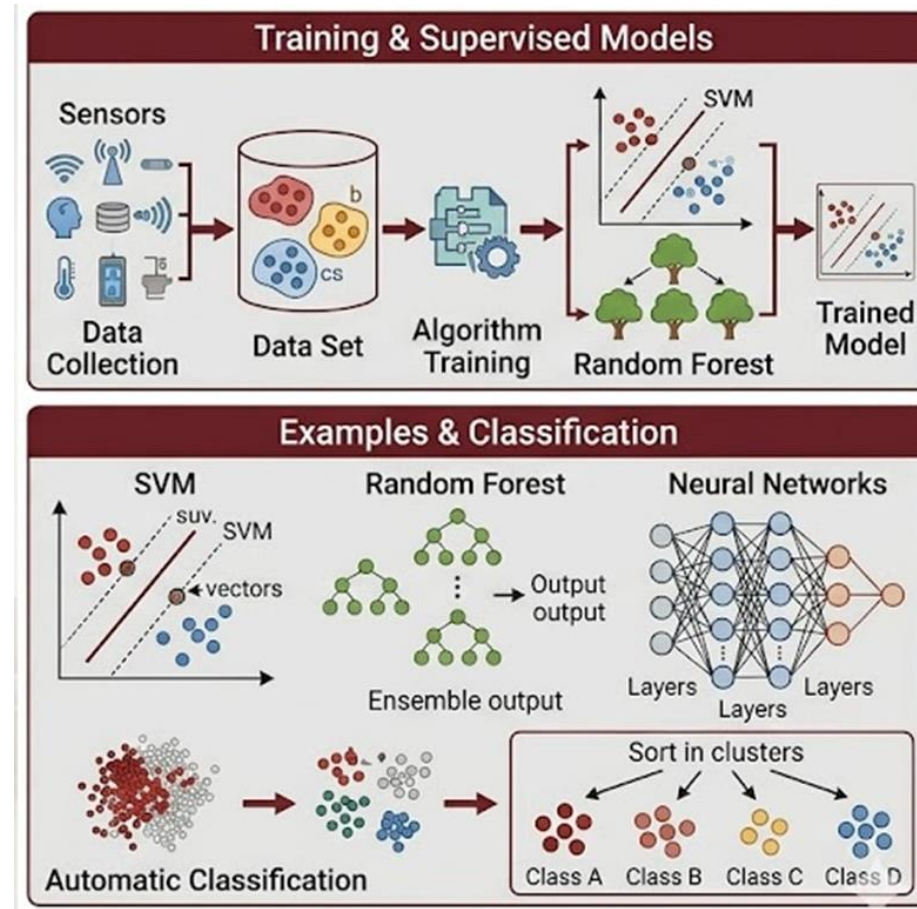 Training & Supervised Models
Sensors
Data
Collection
b
cs
Data Set
Algorithm
Training
SVM
Random Forest
Trained
Model
Examples & Classification
SVM
suv.
SVM
vectors
Random Forest
Output
output
Ensemble output
Neural Networks
Layers
Layers
Layers
Automatic Classification
Sort in clusters
Class A
Class B
Class C
Class D